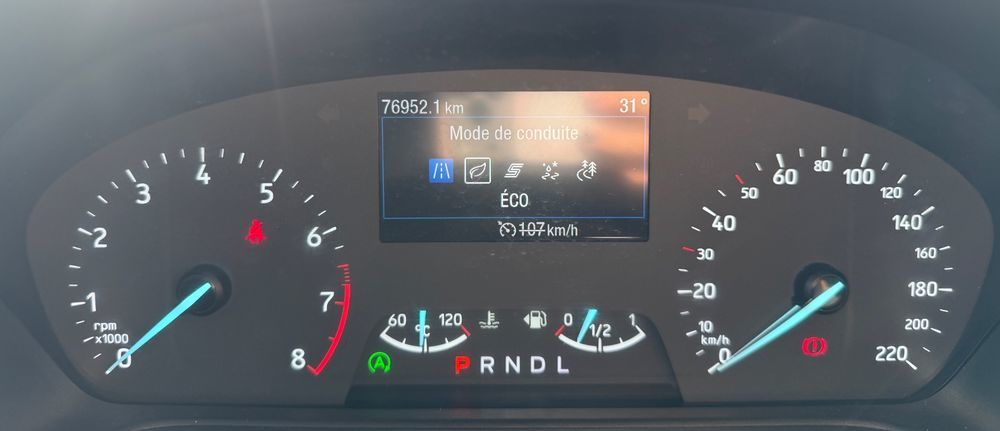 76952.1 km 31°
Mode de conduite
ÉCO
107 km/h
0 1 2 3 4 5 6 7 8
rpm
x1000
60 °C 120
0 1/2 1
A
P R N D L
0 10 20 30 40 50 60 80 100 120 140 160 180 200 220
km/h